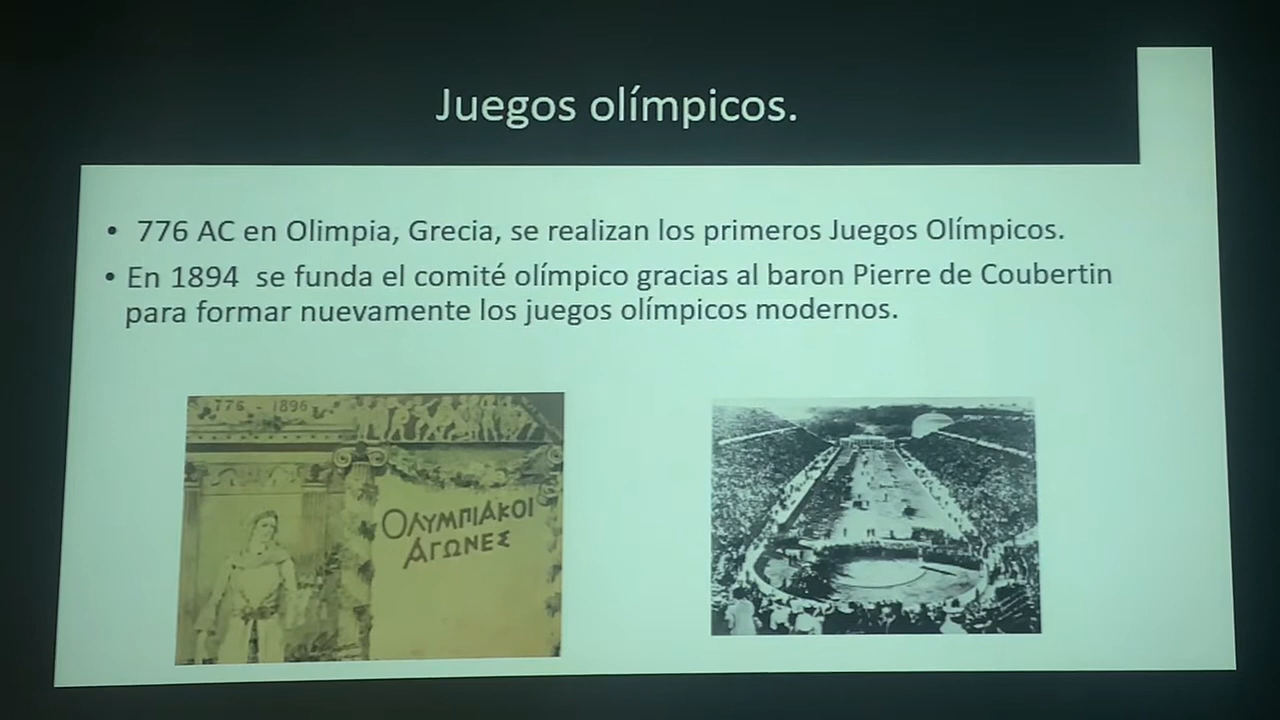 Juegos olímpicos.
• 776 AC en Olimpia, Grecia, se realizan los primeros Juegos Olímpicos.
• En 1894 se funda el comité olímpico gracias al baron Pierre de Coubertin
para formar nuevamente los juegos olímpicos modernos.
776 - 1896
ΟΛΥΜΠΙΑΚΟΙ
ΑΓΩΝΕΣ